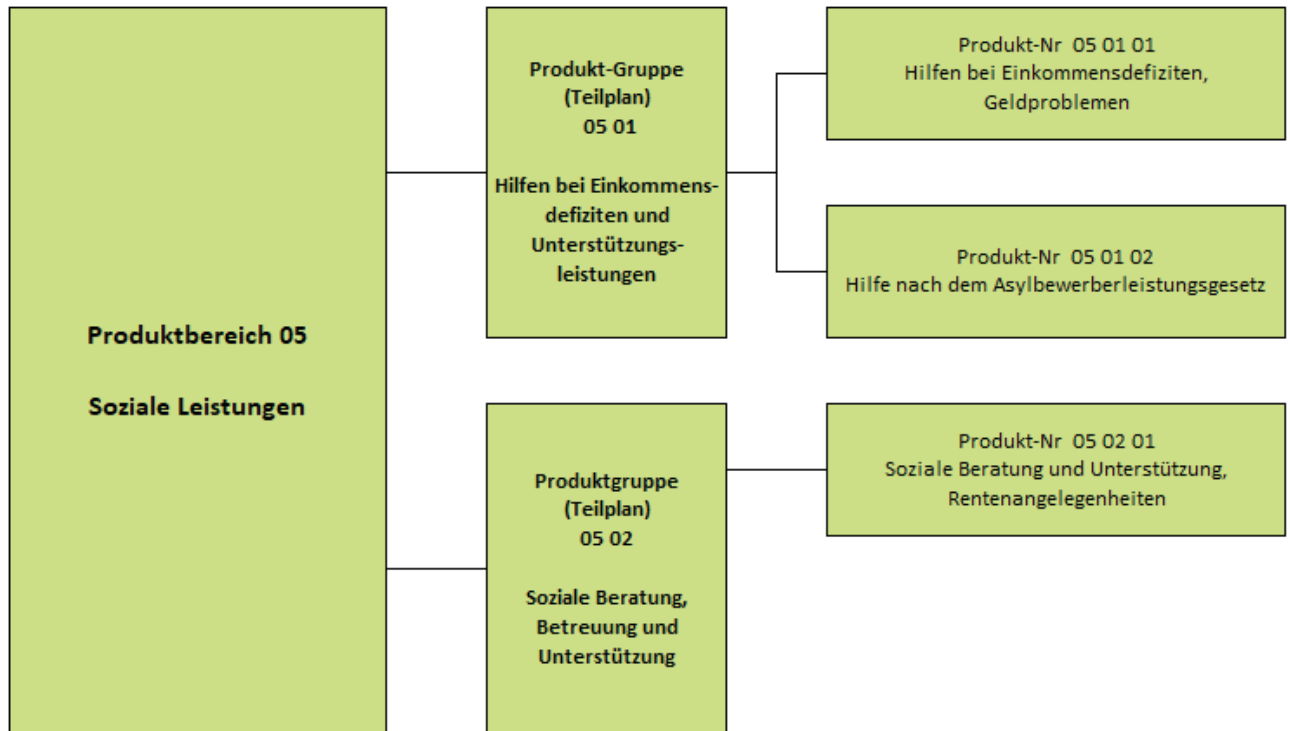 Produktbereich 05
Soziale Leistungen
Produkt-Gruppe
(Teilplan)
05 01
Hilfen bei Einkommens-
defiziten und
Unterstützungs-
leistungen
Produkt-Nr 05 01 01
Hilfen bei Einkommensdefiziten,
Geldproblemen
Produkt-Nr 05 01 02
Hilfe nach dem Asylbewerberleistungsgesetz
Produktgruppe
(Teilplan)
05 02
Soziale Beratung,
Betreuung und
Unterstützung
Produkt-Nr 05 02 01
Soziale Beratung und Unterstützung,
Rentenangelegenheiten